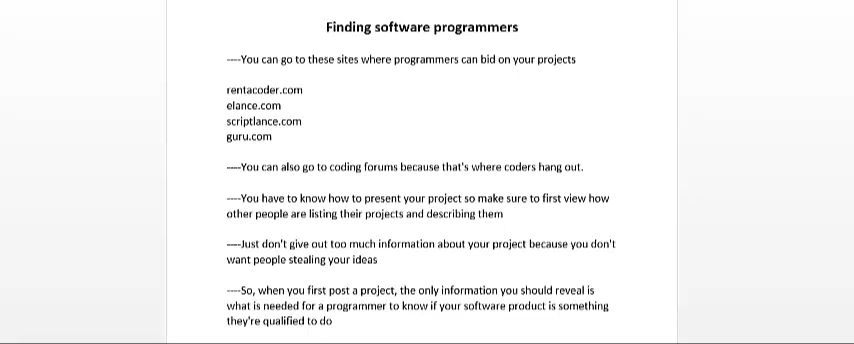 Finding software programmers
----You can go to these sites where programmers can bid on your projects
rentacoder.com
elance.com
scriptlance.com
guru.com
----You can also go to coding forums because that's where coders hang out.
----You have to know how to present your project so make sure to first view how
other people are listing their projects and describing them
----Just don't give out too much information about your project because you don't
want people stealing your ideas
----So, when you first post a project, the only information you should reveal is
what is needed for a programmer to know if your software product is something
they're qualified to do